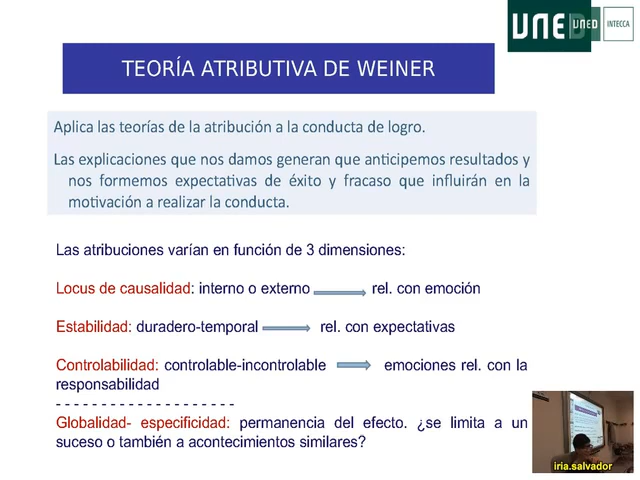 UNED
UNED
INTECCA
TEORÍA ATRIBUTIVA DE WEINER
Aplica las teorías de la atribución a la conducta de logro.
Las explicaciones que nos damos generan que anticipemos resultados y
nos formemos expectativas de éxito y fracaso que influirán en la
motivación a realizar la conducta.
Las atribuciones varían en función de 3 dimensiones:
Locus de causalidad: interno o externo rel. con emoción
Estabilidad: duradero-temporal rel. con expectativas
Controlabilidad: controlable-incontrolable emociones rel. con la
responsabilidad
- - - - - - - - - - - - - - - - - - - -
Globalidad- especificidad: permanencia del efecto. ¿se limita a un
suceso o también a acontecimientos similares?
iria.salvador